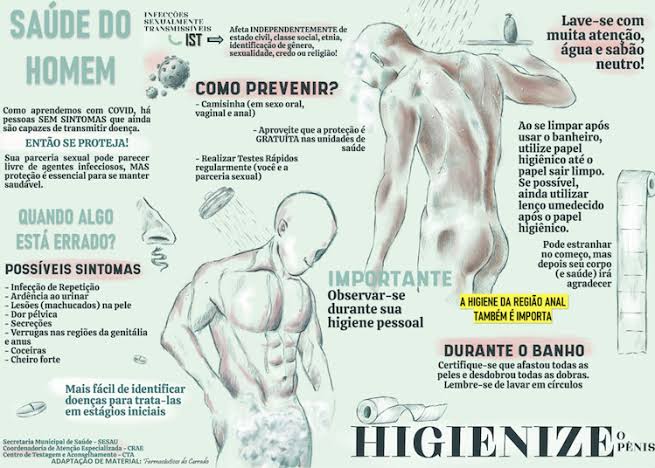 SAÚDE DO
HOMEM
INFECÇÕES
SEXUALMENTE
TRANSMISSÍVEIS
IST
Afeta INDEPENDENTEMENTE de
estado civil, classe social, etnia,
identificação de gênero,
sexualidade, credo ou religião!
Lave-se com
muita atenção,
água e sabão
neutro!
Como aprendemos com COVID, há
pessoas SEM SINTOMAS que ainda
são capazes de transmitir doença.
ENTÃO SE PROTEJA!
Sua parceria sexual pode parecer
livre de agentes infecciosos, MAS
proteção é essencial para se manter
saudável.
COMO PREVENIR?
- Camisinha (em sexo oral,
vaginal e anal)
- Aproveite que a proteção é
GRATUITA nas unidades de
saúde
- Realizar Testes Rápidos
regularmente (você e a
parceria sexual)
Ao se limpar após
usar o banheiro,
utilize papel
higiênico até o
papel sair limpo.
Se possível,
ainda utilizar
lenço umedecido
após o papel
higiênico.
Pode estranhar
no começo, mas
depois seu corpo
(e saúde) irá
agradecer
QUANDO ALGO
ESTÁ ERRADO?
POSSÍVEIS SINTOMAS
- Infecção de Repetição
- Ardência ao urinar
- Lesões (machucados) na pele
- Dor pélvica
- Secreções
- Verrugas nas regiões da genitália
e anus
- Coceiras
- Cheiro forte
IMPORTANTE
Observar-se
durante sua
higiene pessoal
A HIGIENE DA REGIÃO ANAL
TAMBÉM É IMPORTA
DURANTE O BANHO
Certifique-se que afastou todas as
peles e desdobrou todas as dobras.
Lembre-se de lavar em círculos
Mais fácil de identificar
doenças para trata-las
em estágios iniciais
HIGIENIZE O
PÊNIS
Secretaria Municipal de Saúde - SESAU
Coordenadoria de Atenção Especializada - CRAE
Centro de Testagem e Aconselhamento - CTA
ADAPTAÇÃO DE MATERIAL: Farmacêuticos do Cerrado